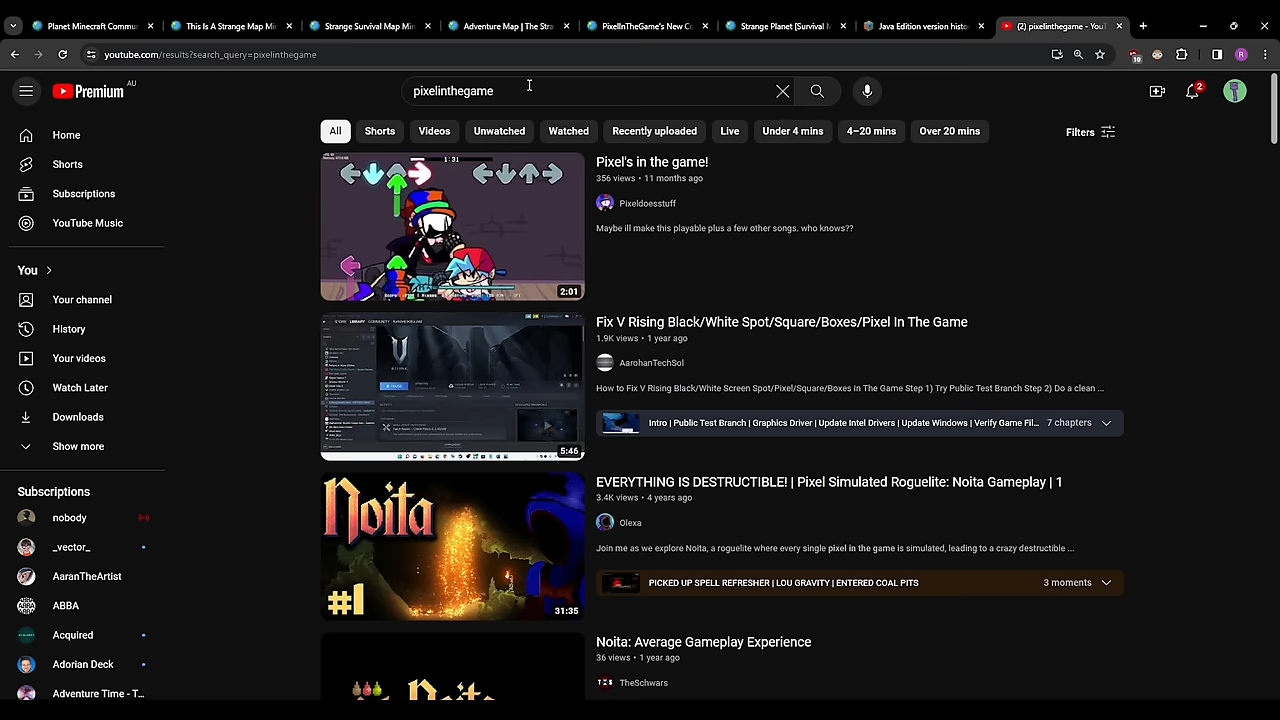 Planet Minecraft Commun
This Is A Strange Map Min
Strange Survival Map Min
Adventure Map | The Stra
PixelInTheGame's New Co
Strange Planet [Survival M
Java Edition version histo
(2) pixelinthegame - YouT
youtube.com/results?search_query=pixelinthegame
10
R
Premium AU
pixelinthegame
2
All
Shorts
Videos
Unwatched
Watched
Recently uploaded
Live
Under 4 mins
4–20 mins
Over 20 mins
Filters
Home
Shorts
Subscriptions
YouTube Music
You
Your channel
History
Your videos
Watch Later
Downloads
Show more
Subscriptions
nobody
_vector_
AaranTheArtist
ABBA
Acquired
Adorian Deck
Adventure Time - T...
1:31
2:01
Pixel's in the game!
356 views • 11 months ago
Pixeldoesstuff
Maybe ill make this playable plus a few other songs. who knows??
5:46
Fix V Rising Black/White Spot/Square/Boxes/Pixel In The Game
1.9K views • 1 year ago
AarohanTechSol
How to Fix V Rising Black/White Screen Spot/Pixel/Square/Boxes In The Game Step 1) Try Public Test Branch Step 2) Do a clean ...
Intro | Public Test Branch | Graphics Driver | Update Intel Drivers | Update Windows | Verify Game Fil...
7 chapters
Noita
#1
31:35
EVERYTHING IS DESTRUCTIBLE! | Pixel Simulated Roguelite: Noita Gameplay | 1
3.4K views • 4 years ago
Olexa
Join me as we explore Noita, a roguelite where every single pixel in the game is simulated, leading to a crazy destructible ...
PICKED UP SPELL REFRESHER | LOU GRAVITY | ENTERED COAL PITS
3 moments
Noita
Noita: Average Gameplay Experience
36 views • 1 year ago
TheSchwars